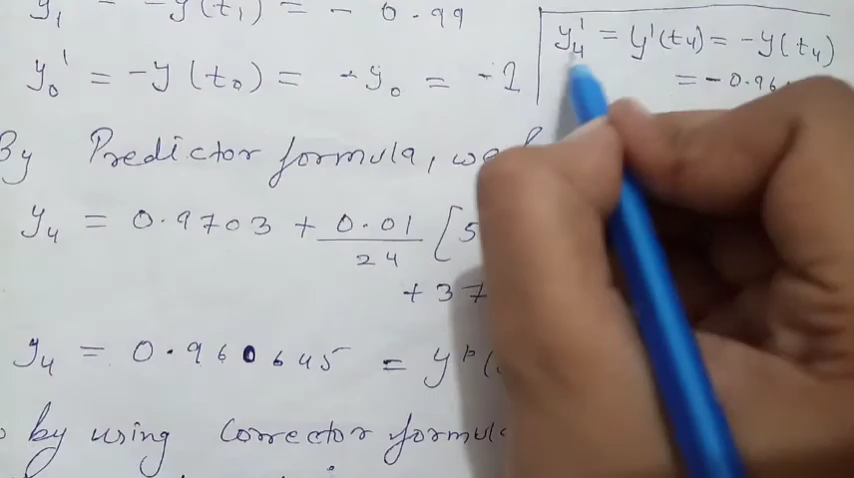 y₁' = -y(t₁) = - 0.99
y₀' = -y(t₀) = -y₀ = -1
y₄' = y'(t₄) = -y(t₄)
= -0.96
By Predictor formula,
y₄ = 0.9703 + 0.01/24 [5
+ 37
y₄ = 0.960645 = yᵖ(
by using Corrector formula